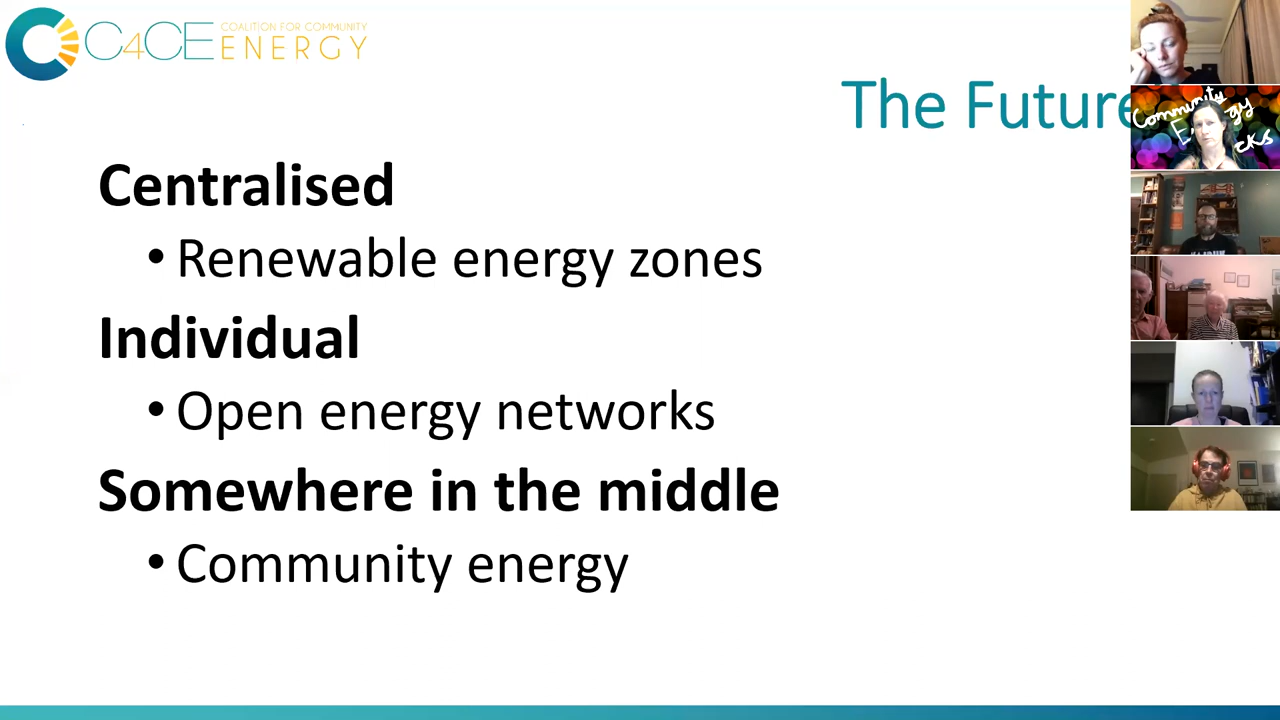 C4CE COALITION FOR COMMUNITY
ENERGY
The Future
Centralised
• Renewable energy zones
Individual
• Open energy networks
Somewhere in the middle
• Community energy
Community